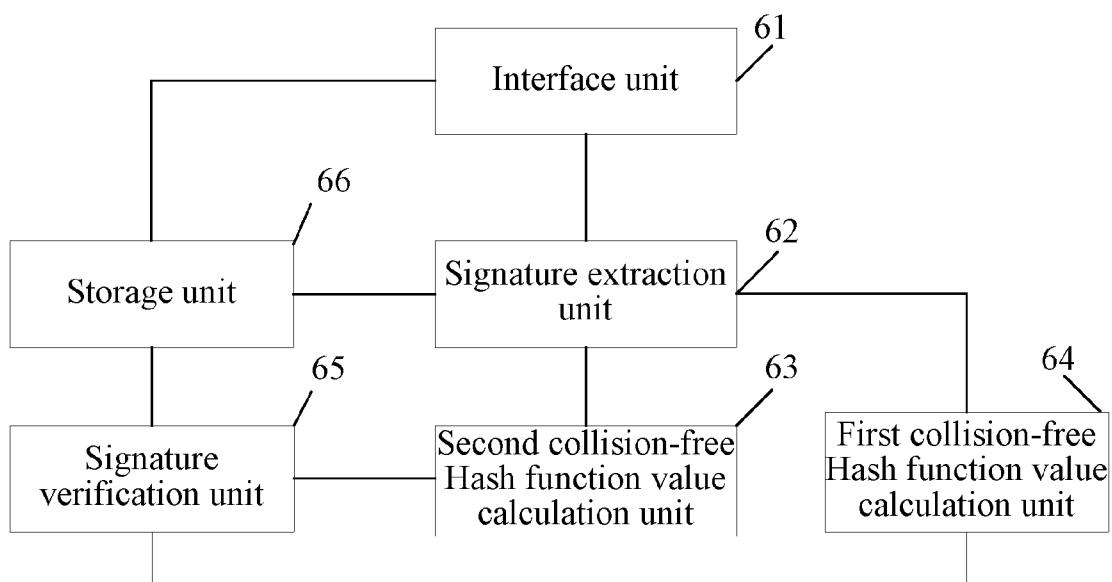 61
Interface unit
66
62
Storage unit
Signature extraction
unit
65
63
64
Signature
verification unit
Second collision-free
Hash function value
calculation unit
First collision-free
Hash function value
calculation unit